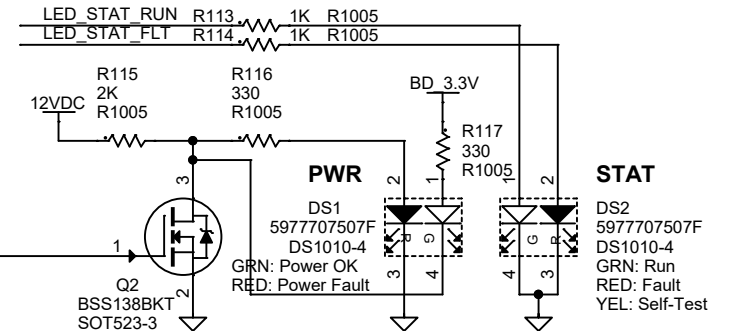 LED_STAT_RUN R113 1K R1005
LED_STAT_FLT R114 1K R1005
R115
2K
R1005
R116
330
R1005
12VDC
BD_3.3V
R117
330
R1005
PWR
STAT
3
2
1
1
2
DS1
5977707507F
DS1010-4
GRN: Power OK
RED: Power Fault
R
G
3
4
G
R
4
3
DS2
5977707507F
DS1010-4
GRN: Run
RED: Fault
YEL: Self-Test
1
2
Q2
BSS138BKT
SOT523-3